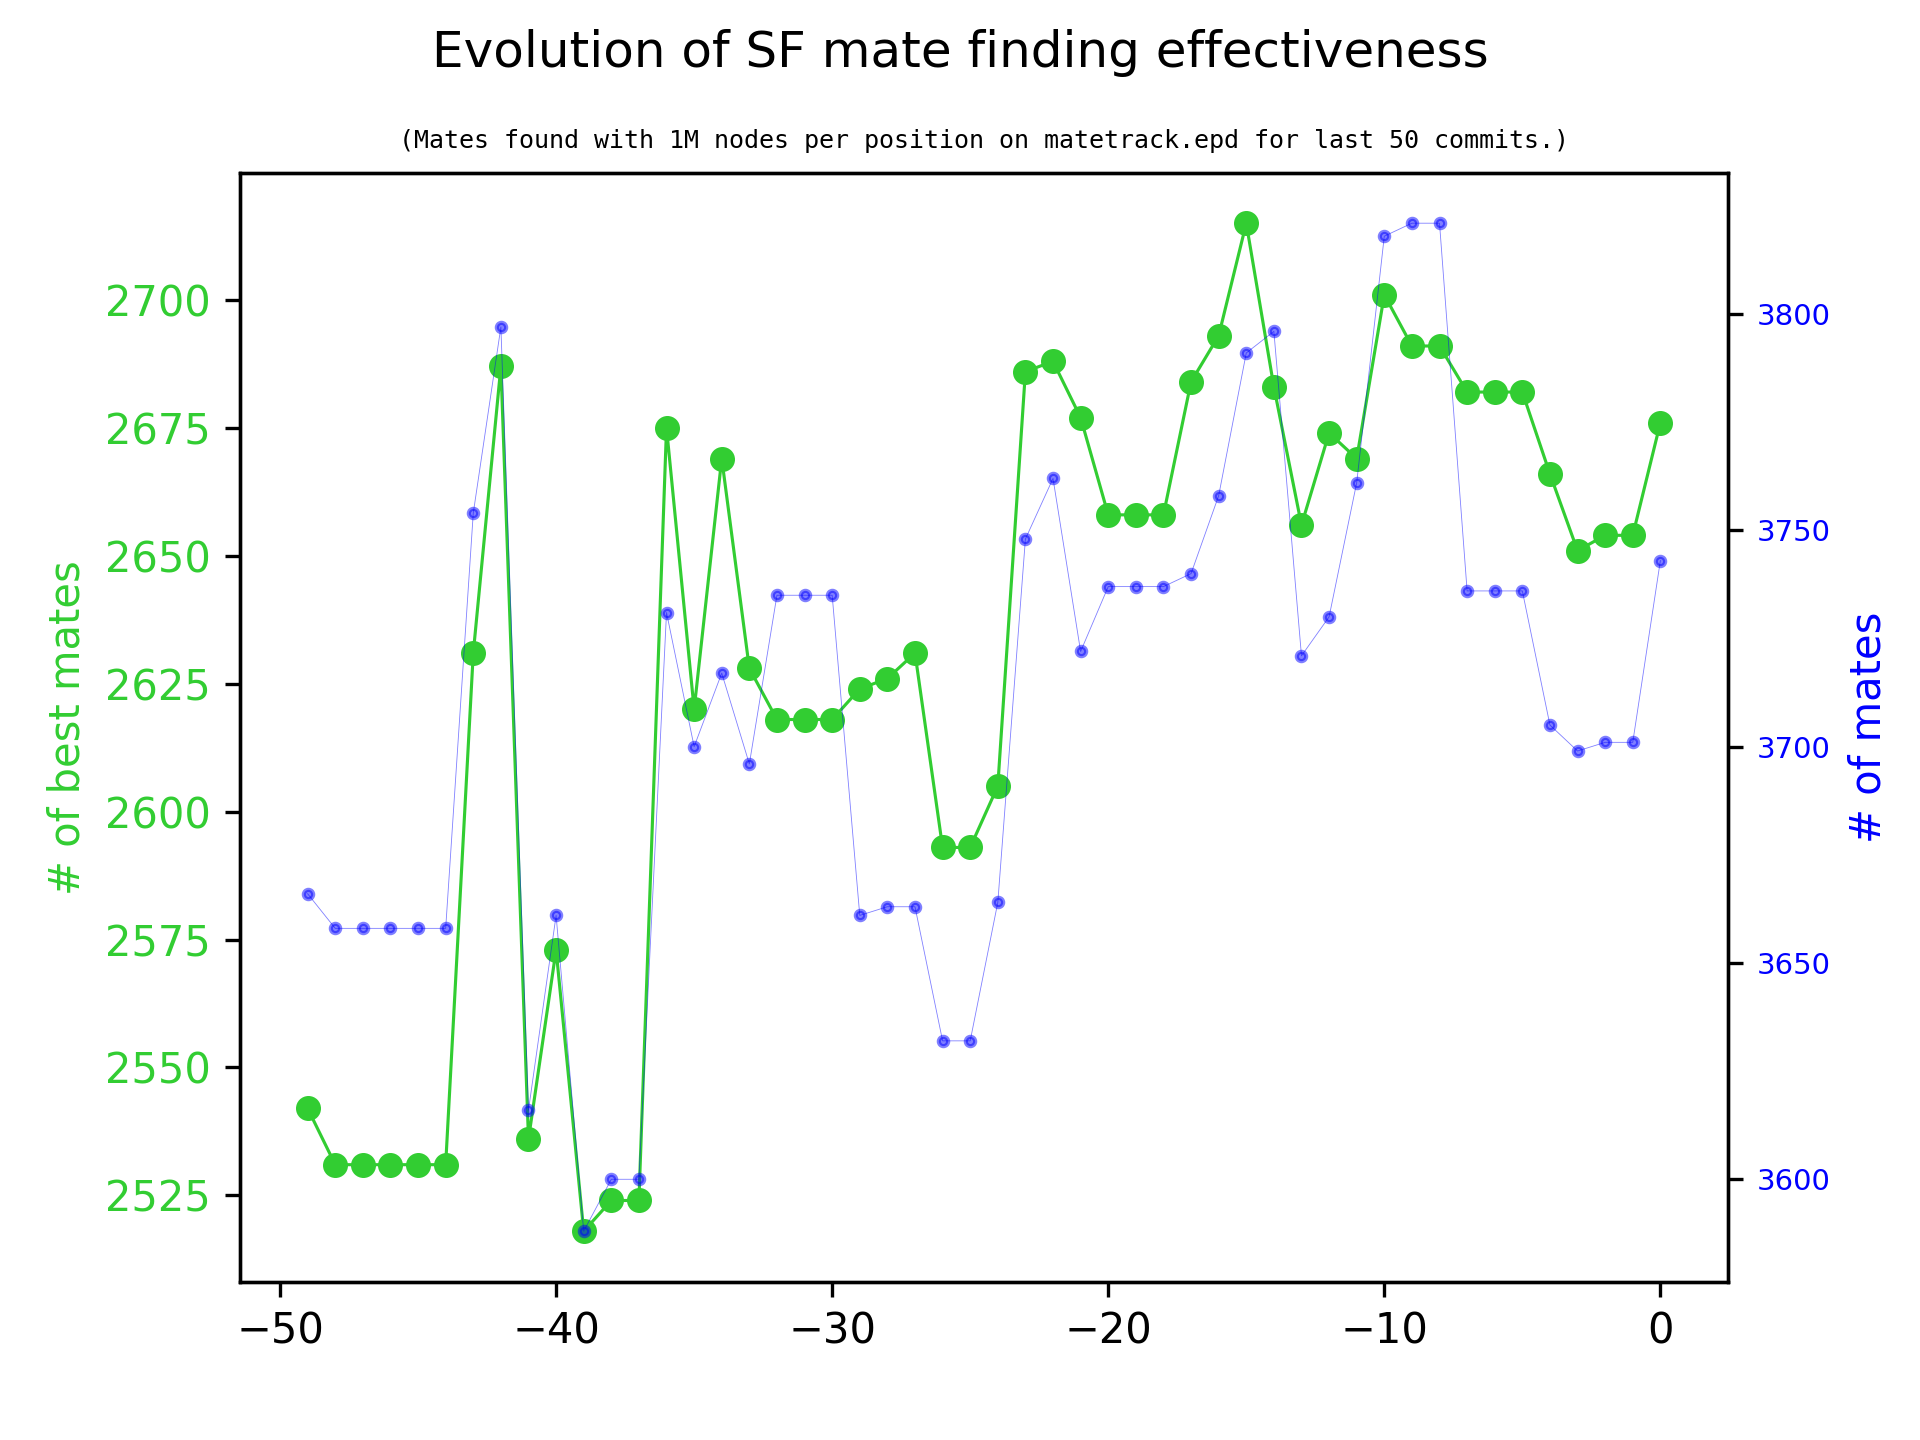 Evolution of SF mate finding effectiveness
(Mates found with 1M nodes per position on matetrack.epd for last 50 commits.)
# of best mates
2700
2675
2650
2625
2600
2575
2550
2525
3800
3750
3700
3650
3600
# of mates
−50 −40 −30 −20 −10 0